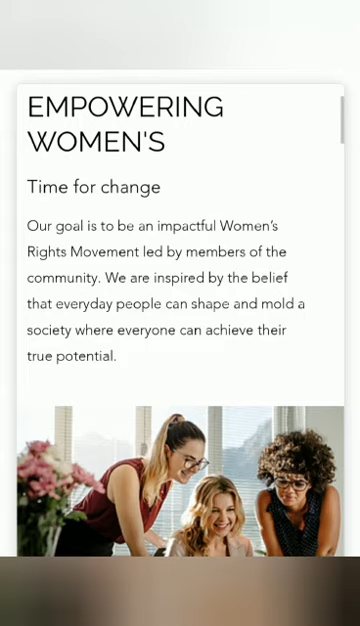 EMPOWERING
WOMEN'S
Time for change
Our goal is to be an impactful Women's
Rights Movement led by members of the
community. We are inspired by the belief
that everyday people can shape and mold a
society where everyone can achieve their
true potential.